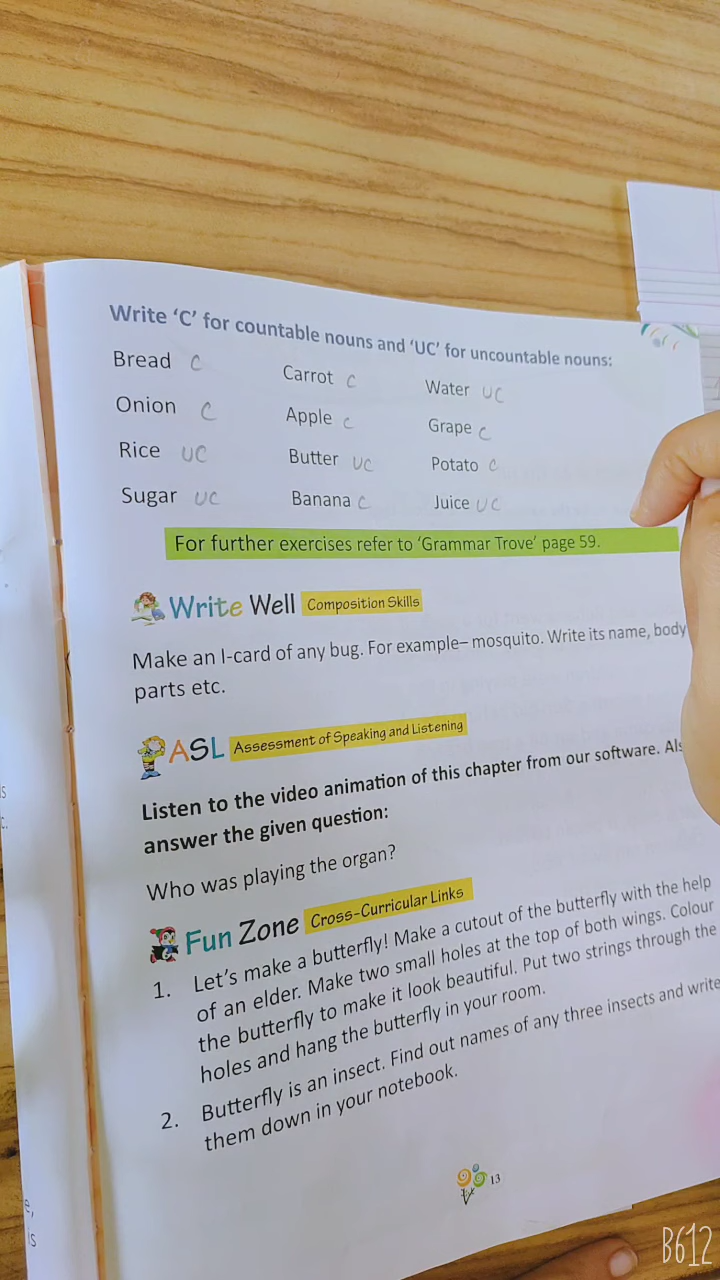 Write 'C' for countable nouns and 'UC' for uncountable nouns:
Bread C Carrot C Water UC
Onion C Apple C Grape C
Rice UC Butter UC Potato C
Sugar UC Banana C Juice UC
For further exercises refer to 'Grammar Trove' page 59.
Write Well Composition Skills
Make an I-card of any bug. For example– mosquito. Write its name, body
parts etc.
ASL Assessment of Speaking and Listening
Listen to the video animation of this chapter from our software.
answer the given question:
Who was playing the organ?
Fun Zone Cross-Curricular Links
1. Let's make a butterfly! Make a cutout of the butterfly with the help
of an elder. Make two small holes at the top of both wings. Colour
the butterfly to make it look beautiful. Put two strings through the
holes and hang the butterfly in your room.
2. Butterfly is an insect. Find out names of any three insects and write
them down in your notebook.
13
B612